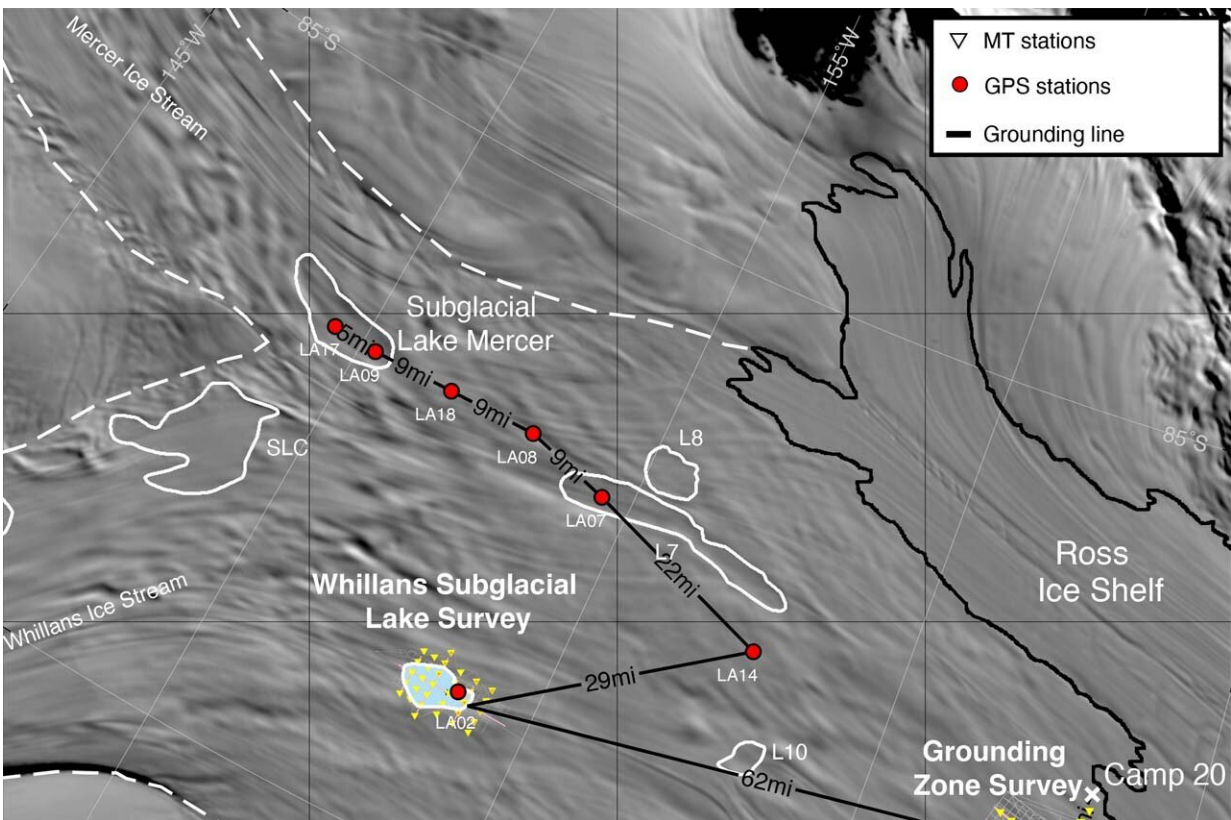 145°W
85°S
155°W
Mercer Ice Stream
MT stations
GPS stations
Grounding line
Subglacial
Lake Mercer
LA17
5mi
LA09
9mi
LA18
9mi
LA08
9mi
LA07
SLC
L8
L7
85°S
22mi
Ross
Ice Shelf
Whillans Ice Stream
Whillans Subglacial
Lake Survey
29mi
LA14
LA02
L10
62mi
Grounding
Zone Survey
Camp 20